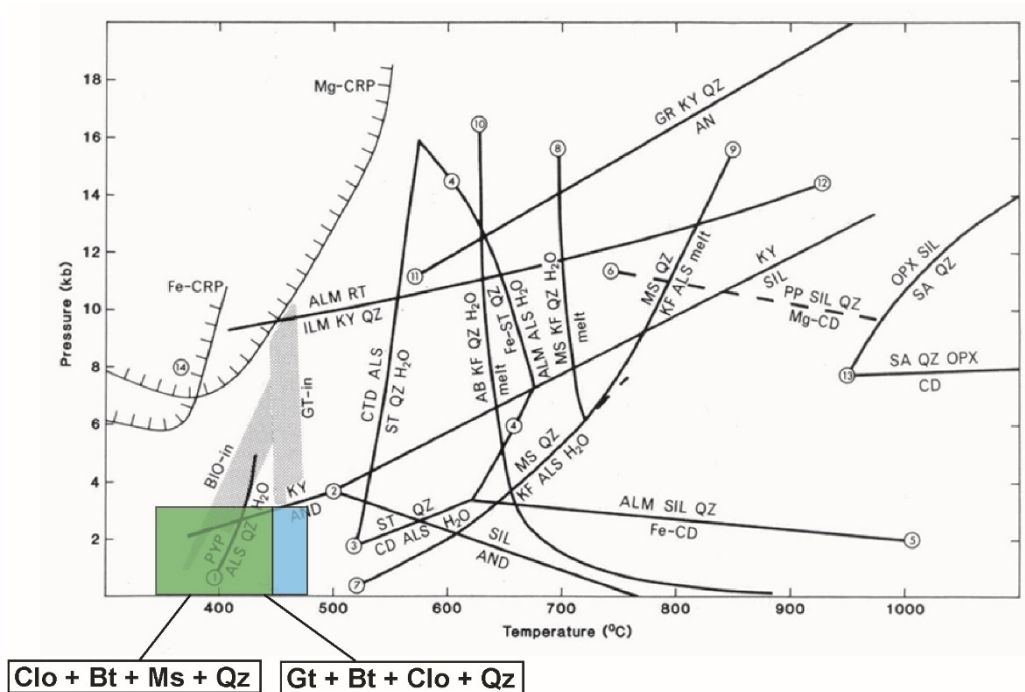 18
16
14
12
10
8
6
4
2
Pressure (kb)
400
500
600
700
800
900
1000
Temperature (°C)
Mg-CRP
Fe-CRP
14
BIO-in
GT-in
1
PYP
ALS QZ H₂O
KY
AND
2
3
CTD ALS
ST QZ H₂O
ALM RT
ILM KY QZ
11
10
4
AB KF QZ H₂O
melt
Fe-ST QZ
ALM ALS H₂O
8
MS KF QZ H₂O
melt
GR KY QZ
AN
9
12
MS QZ
KF ALS melt
6
KY
SIL
PP SIL QZ
Mg-CD
OPX SIL
SA QZ
13
SA QZ OPX
CD
4
MS QZ
KF ALS H₂O
ST QZ
CD ALS H₂O
7
SIL
AND
ALM SIL QZ
Fe-CD
5
Clo + Bt + Ms + Qz
Gt + Bt + Clo + Qz